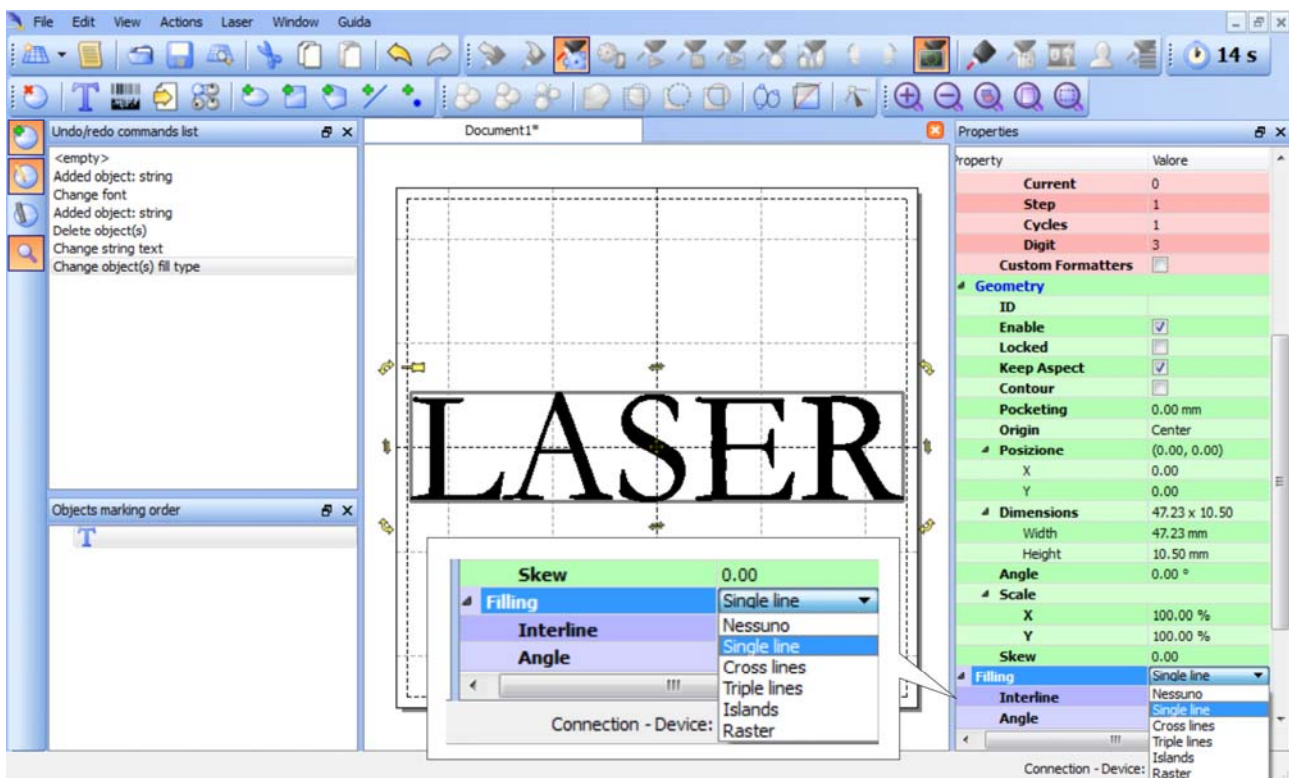 File Edit View Actions Laser Window Guida
14 s
Undo/redo commands list
<empty>
Added object: string
Change font
Added object: string
Delete object(s)
Change string text
Change object(s) fill type
Objects marking order
T
Document1*
LASER
Skew 0.00
Filling Single line
Interline Nessuno
Single line
Angle Cross lines
Triple lines
Islands
Connection - Device: Raster
Properties
Property Valore
Current 0
Step 1
Cycles 1
Digit 3
Custom Formatters
Geometry
ID
Enable
Locked
Keep Aspect
Contour
Pocketing 0.00 mm
Origin Center
Posizione (0.00, 0.00)
X 0.00
Y 0.00
Dimensions 47.23 x 10.50
Width 47.23 mm
Height 10.50 mm
Angle 0.00 °
Scale
X 100.00 %
Y 100.00 %
Skew 0.00
Filling Single line
Interline Nessuno
Single line
Angle Cross lines
Triple lines
Islands
Connection - Device: Raster